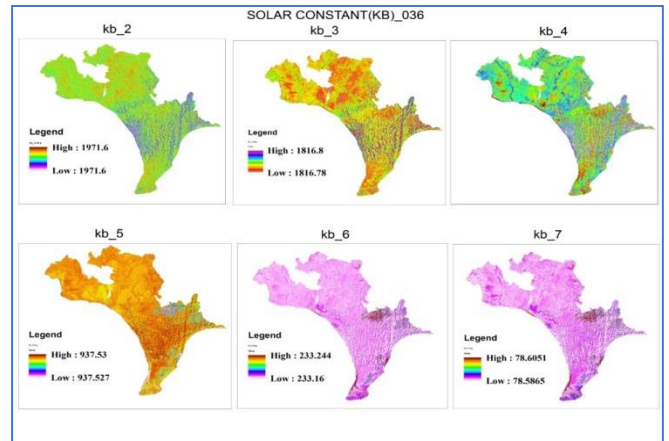 SOLAR CONSTANT(KB)_036
kb_2
kb_3
kb_4
Legend
High : 1971.6
Low : 1971.6
Legend
High : 1816.8
Low : 1816.78
kb_5
kb_6
kb_7
Legend
High : 937.53
Low : 937.527
Legend
High : 233.244
Low : 233.16
Legend
High : 78.6051
Low : 78.5865